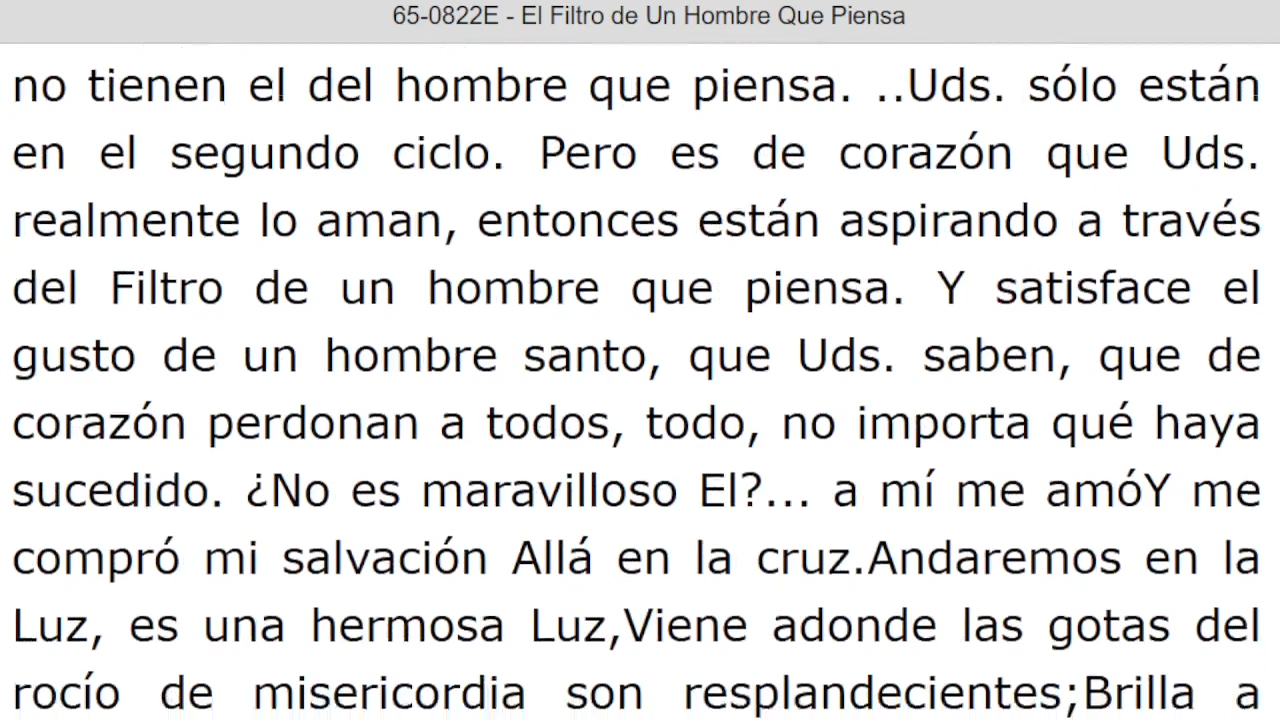 65-0822E - El Filtro de Un Hombre Que Piensa
no tienen el del hombre que piensa. ..Uds. sólo están
en el segundo ciclo. Pero es de corazón que Uds.
realmente lo aman, entonces están aspirando a través
del Filtro de un hombre que piensa. Y satisface el
gusto de un hombre santo, que Uds. saben, que de
corazón perdonan a todos, todo, no importa qué haya
sucedido. ¿No es maravilloso El?... a mí me amóY me
compró mi salvación Allá en la cruz.Andaremos en la
Luz, es una hermosa Luz,Viene adonde las gotas del
rocío de misericordia son resplandecientes;Brilla a